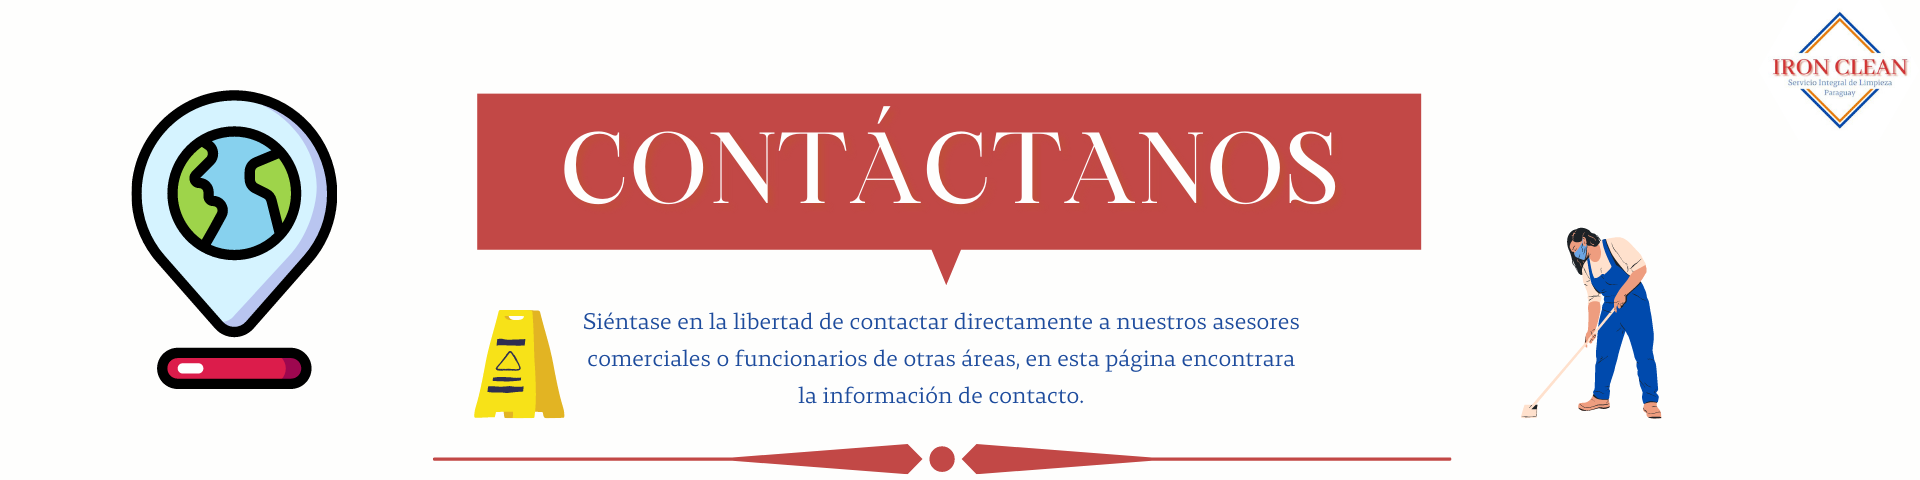 IRON CLEAN
Servicio Integral de Limpieza
Paraguay
CONTÁCTANOS
Siéntase en la libertad de contactar directamente a nuestros asesores
comerciales o funcionarios de otras áreas, en esta página encontrara
la información de contacto.